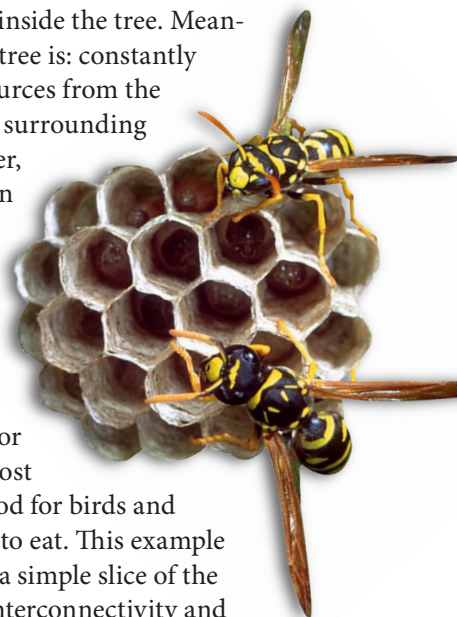 inside the tree. Mean-
tree is: constantly
urces from the
surrounding
er,
n
or
ost
od for birds and
to eat. This example
a simple slice of the
nterconnectivity and